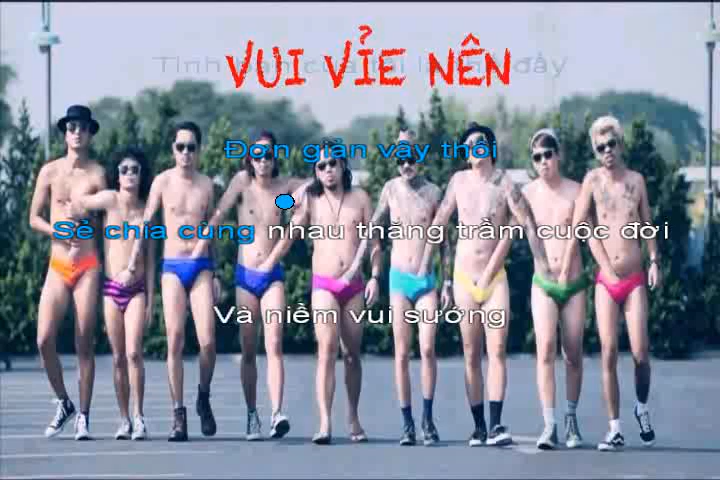 VUI VỈE NÊN
Đơn giản vậy thôi
Sẻ chia cùng nhau thăng trầm cuộc đời
Và niềm vui sướng